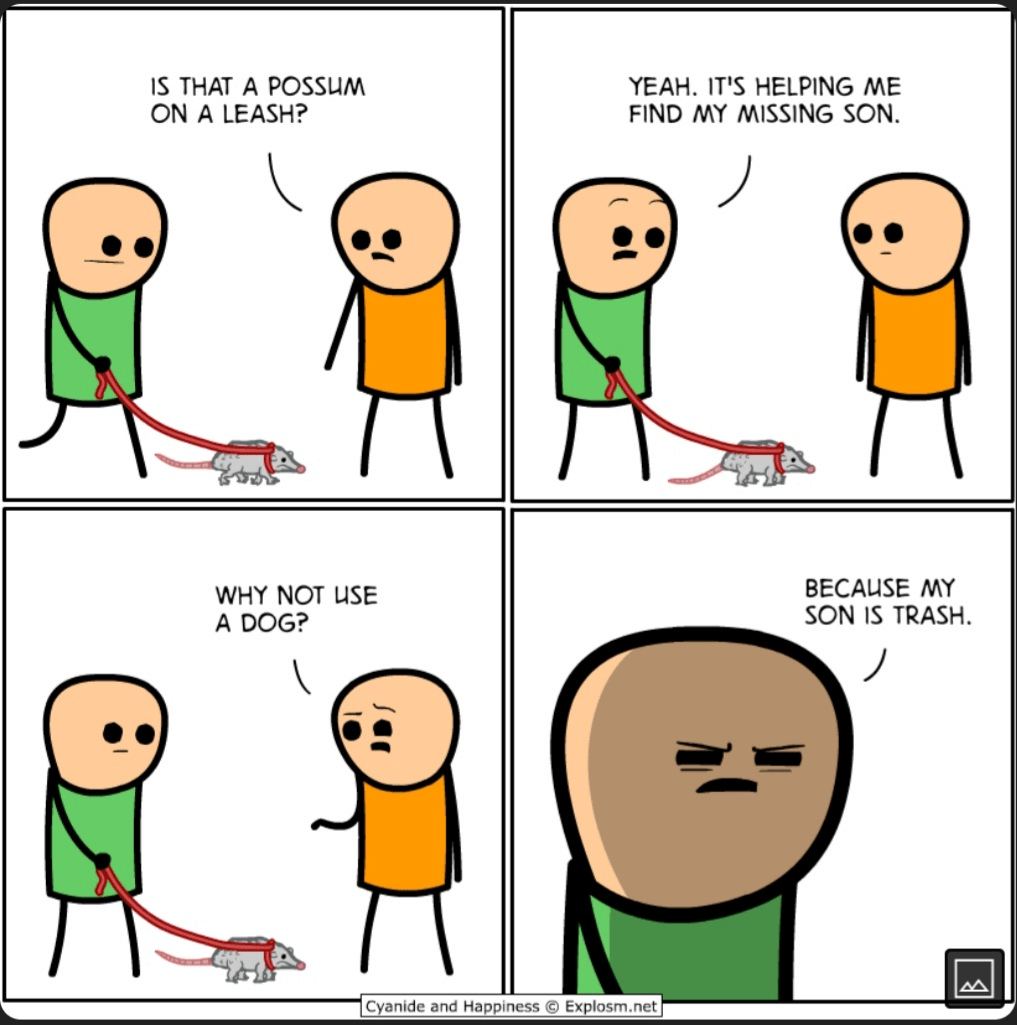 IS THAT A POSSUM
ON A LEASH?
YEAH. IT'S HELPING ME
FIND MY MISSING SON.
WHY NOT USE
A DOG?
BECAUSE MY
SON IS TRASH.
Cyanide and Happiness © Explosm.net